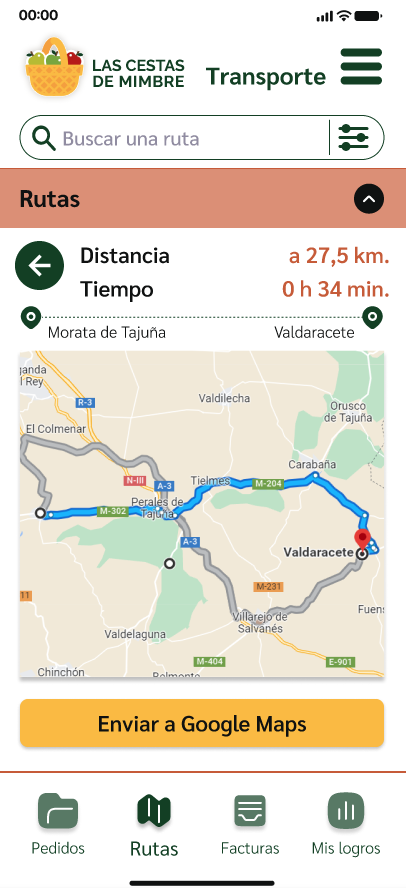 00:00
LAS CESTAS
DE MIMBRE
Transporte
Buscar una ruta
Rutas
Distancia
a 27,5 km.
Tiempo
0 h 34 min.
Morata de Tajuña
Valdaracete
ganda
l Rey
R-3
Valdilecha
Orusco
de Tajuña
El Colmenar
Carabaña
N-III
A-3
Tielmes
M-204
Perales de
Tajuña
M-302
A-3
Valdaracete
M-231
11
Fuen
Villarejo de
Salvanés
Valdelaguna
M-404
E-901
Chinchón
Belmonte
Enviar a Google Maps
Pedidos
Rutas
Facturas
Mis logros